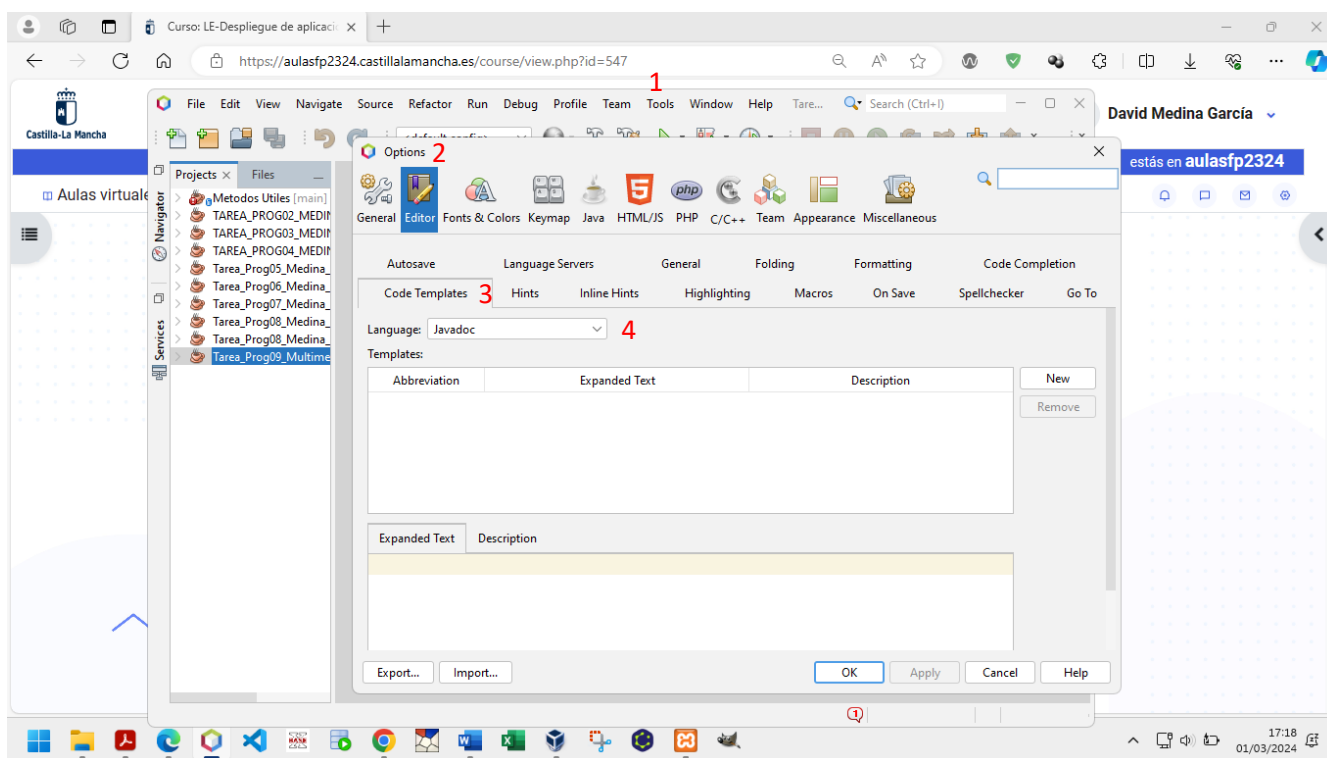 Curso: LE-Despliegue de aplicacio
https://aulasfp2324.castillalamancha.es/course/view.php?id=547
1
Castilla-La Mancha
File Edit View Navigate Source Refactor Run Debug Profile Team Tools Window Help Tare... Search (Ctrl+I)
David Medina García
<default config>
estás en aulasfp2324
Aulas virtuale
Projects Files
Navigator
Services
Metodos Utiles [main]
TAREA_PROG02_MEDIN
TAREA_PROG03_MEDIN
TAREA_PROG04_MEDIN
Tarea_Prog05_Medina_
Tarea_Prog06_Medina_
Tarea_Prog07_Medina_
Tarea_Prog08_Medina_
Tarea_Prog08_Medina_
Tarea_Prog09_Multime
Options 2
General Editor Fonts & Colors Keymap Java HTML/JS PHP C/C++ Team Appearance Miscellaneous
Autosave Language Servers General Folding Formatting Code Completion
Code Templates 3 Hints Inline Hints Highlighting Macros On Save Spellchecker Go To
Language: Javadoc 4
Templates:
Abbreviation Expanded Text Description New
Remove
Expanded Text Description
Export... Import... OK Apply Cancel Help
1
17:18
01/03/2024